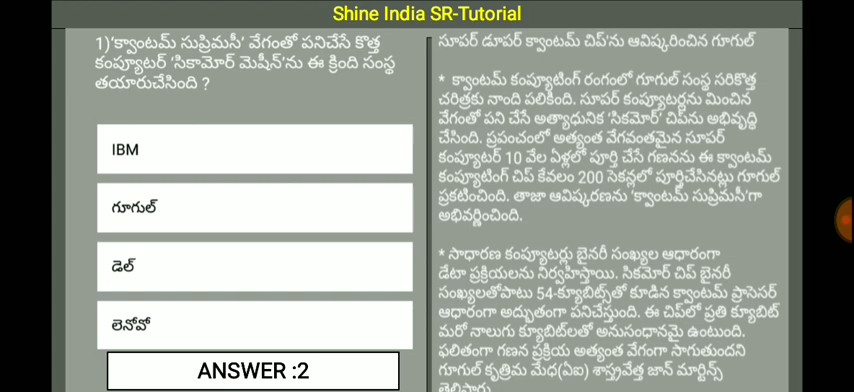 Shine India SR-Tutorial
1)'క్వాంటమ్ సుప్రిమసీ' వేగంతో పనిచేసే కొత్త
కంప్యూటర్ 'సికామోర్ మెషీన్'ను ఈ క్రింది సంస్థ
తయారుచేసింది ?
IBM
గూగుల్
డెల్
లెనోవో
ANSWER :2
సూపర్ డూపర్ క్వాంటమ్ చిప్‌ను ఆవిష్కరించిన గూగుల్
* క్వాంటమ్ కంప్యూటింగ్ రంగంలో గూగుల్ సంస్థ సరికొత్త
చరిత్రకు నాంది పలికింది. సూపర్ కంప్యూటర్లను మించిన
వేగంతో పని చేసే అత్యాధునిక 'సికమోర్' చిప్‌ను అభివృద్ధి
చేసింది. ప్రపంచంలో అత్యంత వేగవంతమైన సూపర్
కంప్యూటర్ 10 వేల ఏళ్లలో పూర్తి చేసే గణనను ఈ క్వాంటమ్
కంప్యూటింగ్ చిప్ కేవలం 200 సెకన్లలో పూర్తిచేసినట్లు గూగుల్
ప్రకటించింది. తాజా ఆవిష్కరణను 'క్వాంటమ్ సుప్రిమసీ'గా
అభివర్ణించింది.
* సాధారణ కంప్యూటర్లు బైనరీ సంఖ్యల ఆధారంగా
డేటా ప్రక్రియలను నిర్వహిస్తాయి. సికమోర్ చిప్ బైనరీ
సంఖ్యలతోపాటు 54-క్యూబిట్స్‌తో కూడిన క్వాంటమ్ ప్రాసెసర్
ఆధారంగా అద్భుతంగా పనిచేస్తుంది. ఈ చిప్‌లో ప్రతి క్యూబిట్
మరో నాలుగు క్యూబిట్‌లతో అనుసంధానమై ఉంటుంది.
ఫలితంగా గణన ప్రక్రియ అత్యంత వేగంగా సాగుతుందని
గూగుల్ కృత్రిమ మేధ(ఏఐ) శాస్త్రవేత్త జాన్ మార్టిన్స్